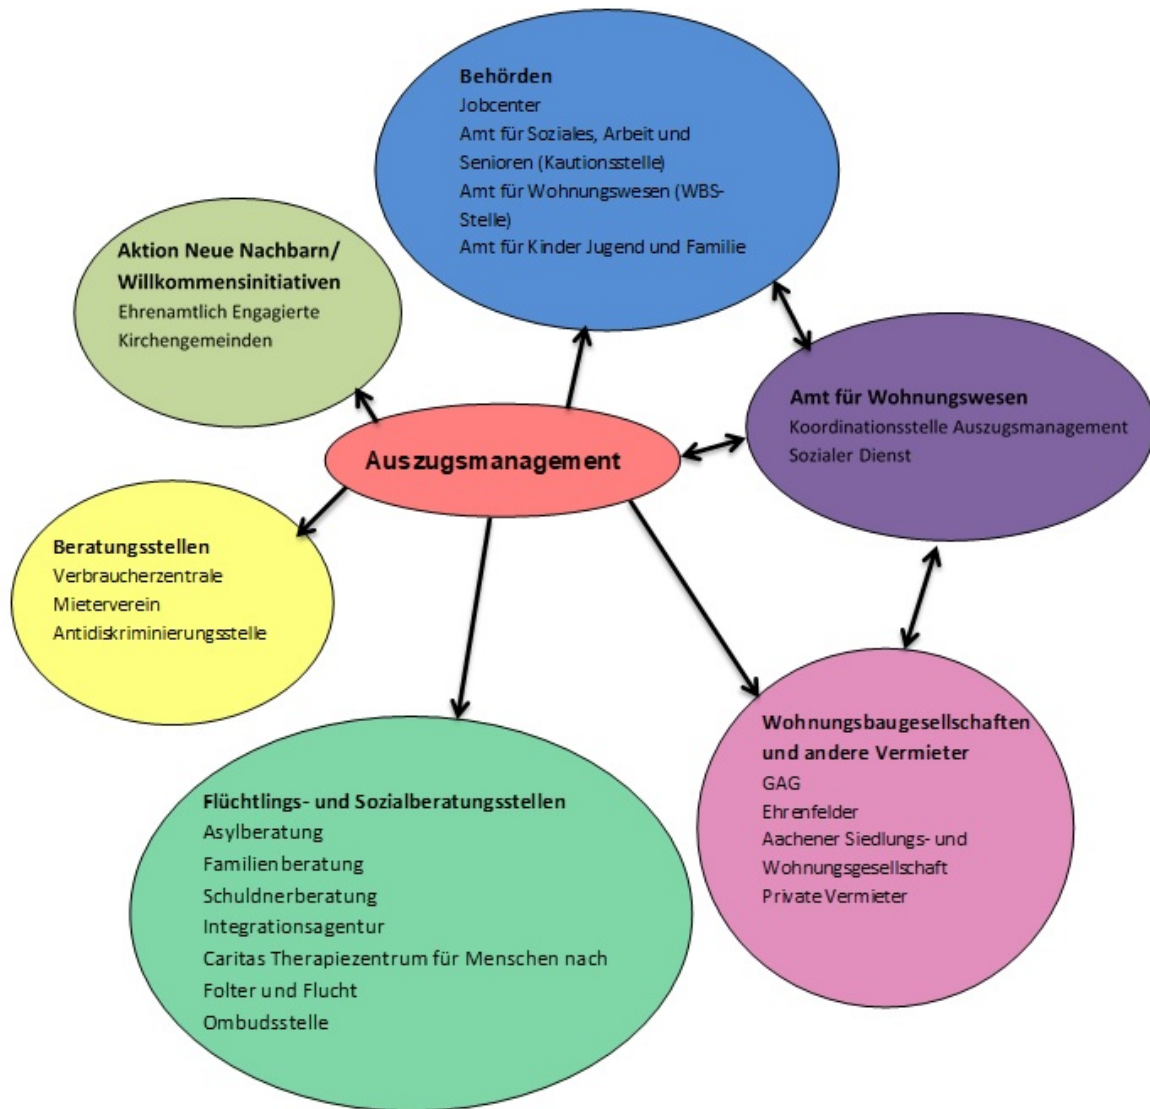 Behörden
Jobcenter
Amt für Soziales, Arbeit und
Senioren (Kautionsstelle)
Amt für Wohnungswesen (WBS-
Stelle)
Amt für Kinder Jugend und Familie
Aktion Neue Nachbarn/
Willkommensinitiativen
Ehrenamtlich Engagierte
Kirchengemeinden
Amt für Wohnungswesen
Koordinationsstelle Auszugsmanagement
Sozialer Dienst
Auszugsmanagement
Beratungsstellen
Verbraucherzentrale
Mieterverein
Antidiskriminierungsstelle
Wohnungsbaugesellschaften
und andere Vermieter
GAG
Ehrenfelder
Aachener Siedlungs- und
Wohnungsgesellschaft
Private Vermieter
Flüchtlings- und Sozialberatungsstellen
Asylberatung
Familienberatung
Schuldnerberatung
Integrationsagentur
Caritas Therapiezentrum für Menschen nach
Folter und Flucht
Ombudsstelle